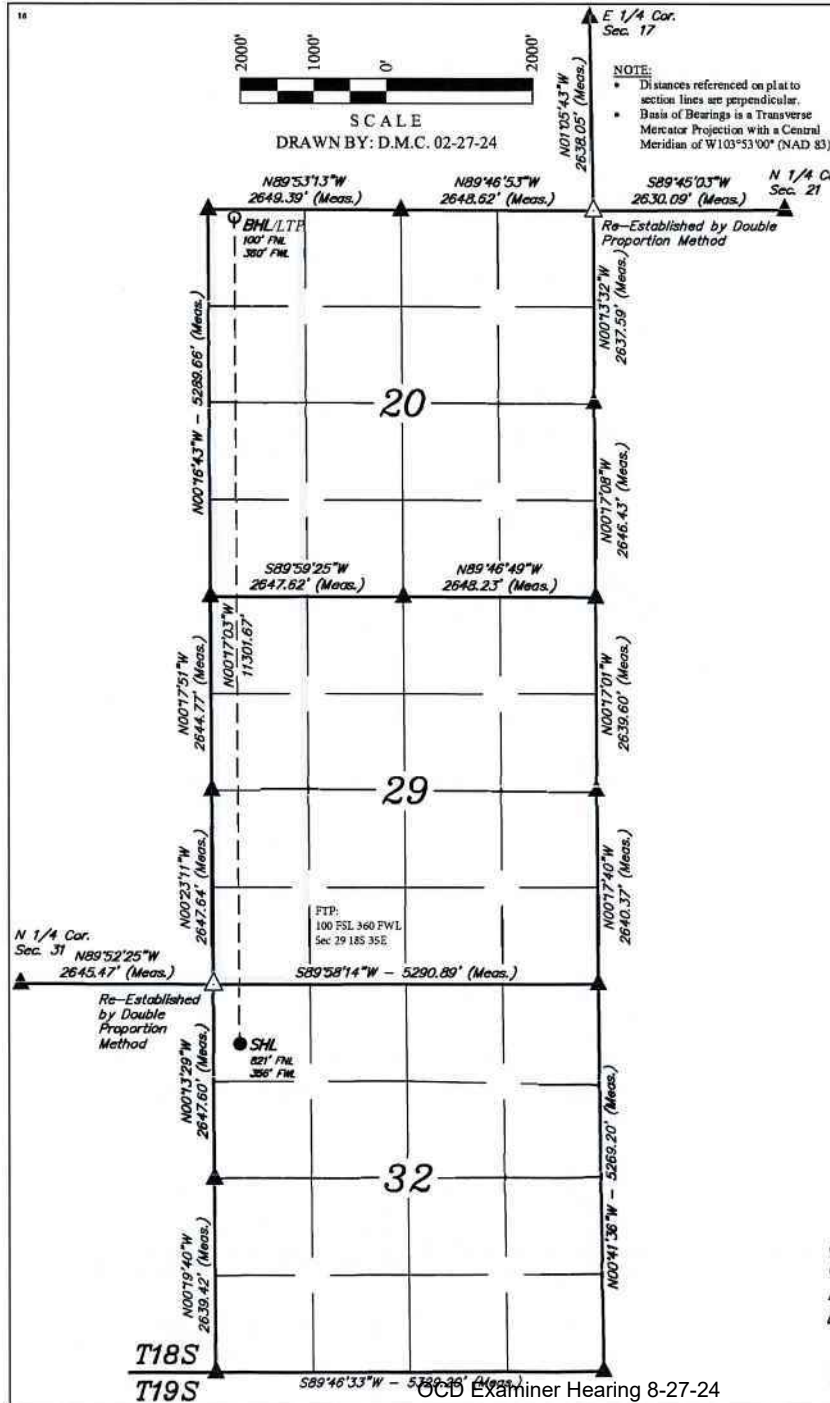 18
E 1/4 Cor.
Sec. 17
2000'
1000'
0'
2000'
SCALE
DRAWN BY: D.M.C. 02-27-24
N01°05'43"W
2638.05' (Meas.)
NOTE:
• Distances referenced on plat to
section lines are perpendicular.
• Basis of Bearings is a Transverse
Mercator Projection with a Central
Meridian of W103°53'00" (NAD 83)
N89°53'13"W
2649.39' (Meas.)
N89°46'53"W
2648.62' (Meas.)
S89°45'03"W
2630.09' (Meas.)
N 1/4 Co
Sec. 21
BHL/LTP
100' FNL
360' FWL
Re-Established by Double
Proportion Method
N00°16'43"W – 5289.66' (Meas.)
N00°13'32"W
2637.59' (Meas.)
20
N00°17'08"W
2646.43' (Meas.)
S89°59'25"W
2647.62' (Meas.)
N89°46'49"W
2648.23' (Meas.)
N00°17'03"W
11301.67'
N00°17'51"W
2644.77' (Meas.)
N00°17'01"W
2639.60' (Meas.)
29
N00°23'11"W
2647.64' (Meas.)
N00°17'40"W
2640.37' (Meas.)
FTP:
100 FSL 360 FWL
Sec 29 18S 35E
N 1/4 Cor.
Sec. 31
N89°52'25"W
2645.47' (Meas.)
S89°58'14"W – 5290.89' (Meas.)
Re-Established
by Double
Proportion
Method
SHL
821' FNL
356' FWL
N00°13'29"W
2647.60' (Meas.)
N00°41'36"W – 5269.20' (Meas.)
32
N00°19'40"W
2639.42' (Meas.)
T18S
T19S
S89°46'33"W – (Meas.)
OCD Examiner Hearing 8-27-24